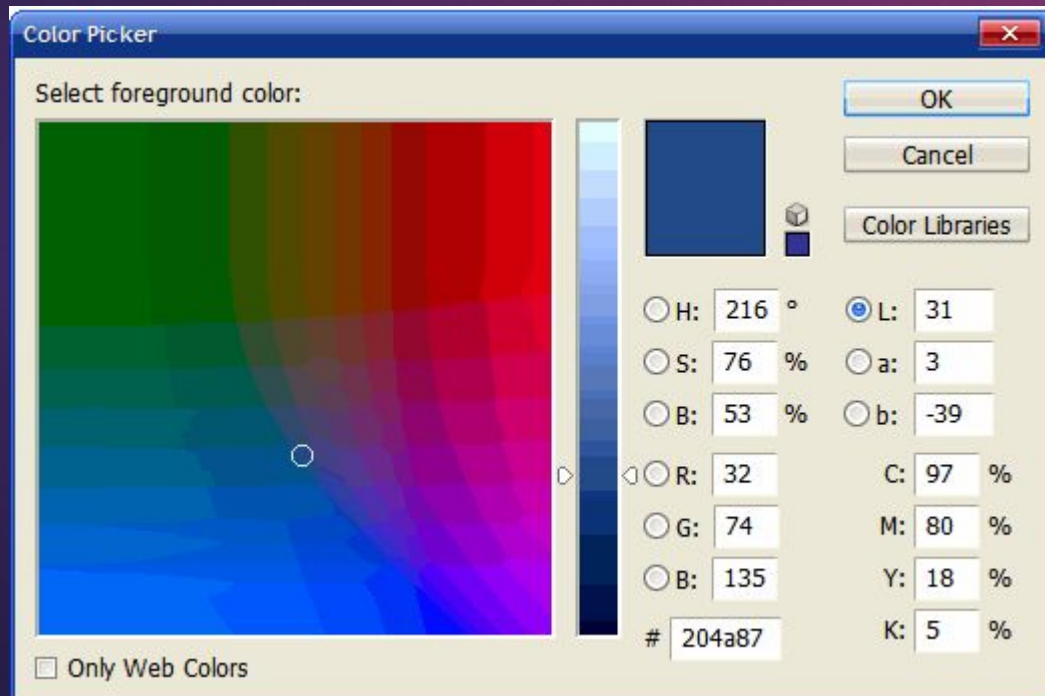 Color Picker
Select foreground color:
OK
Cancel
Color Libraries
H: 216 °
L: 31
S: 76 %
a: 3
B: 53 %
b: -39
R: 32
C: 97 %
G: 74
M: 80 %
B: 135
Y: 18 %
# 204a87
K: 5 %
Only Web Colors